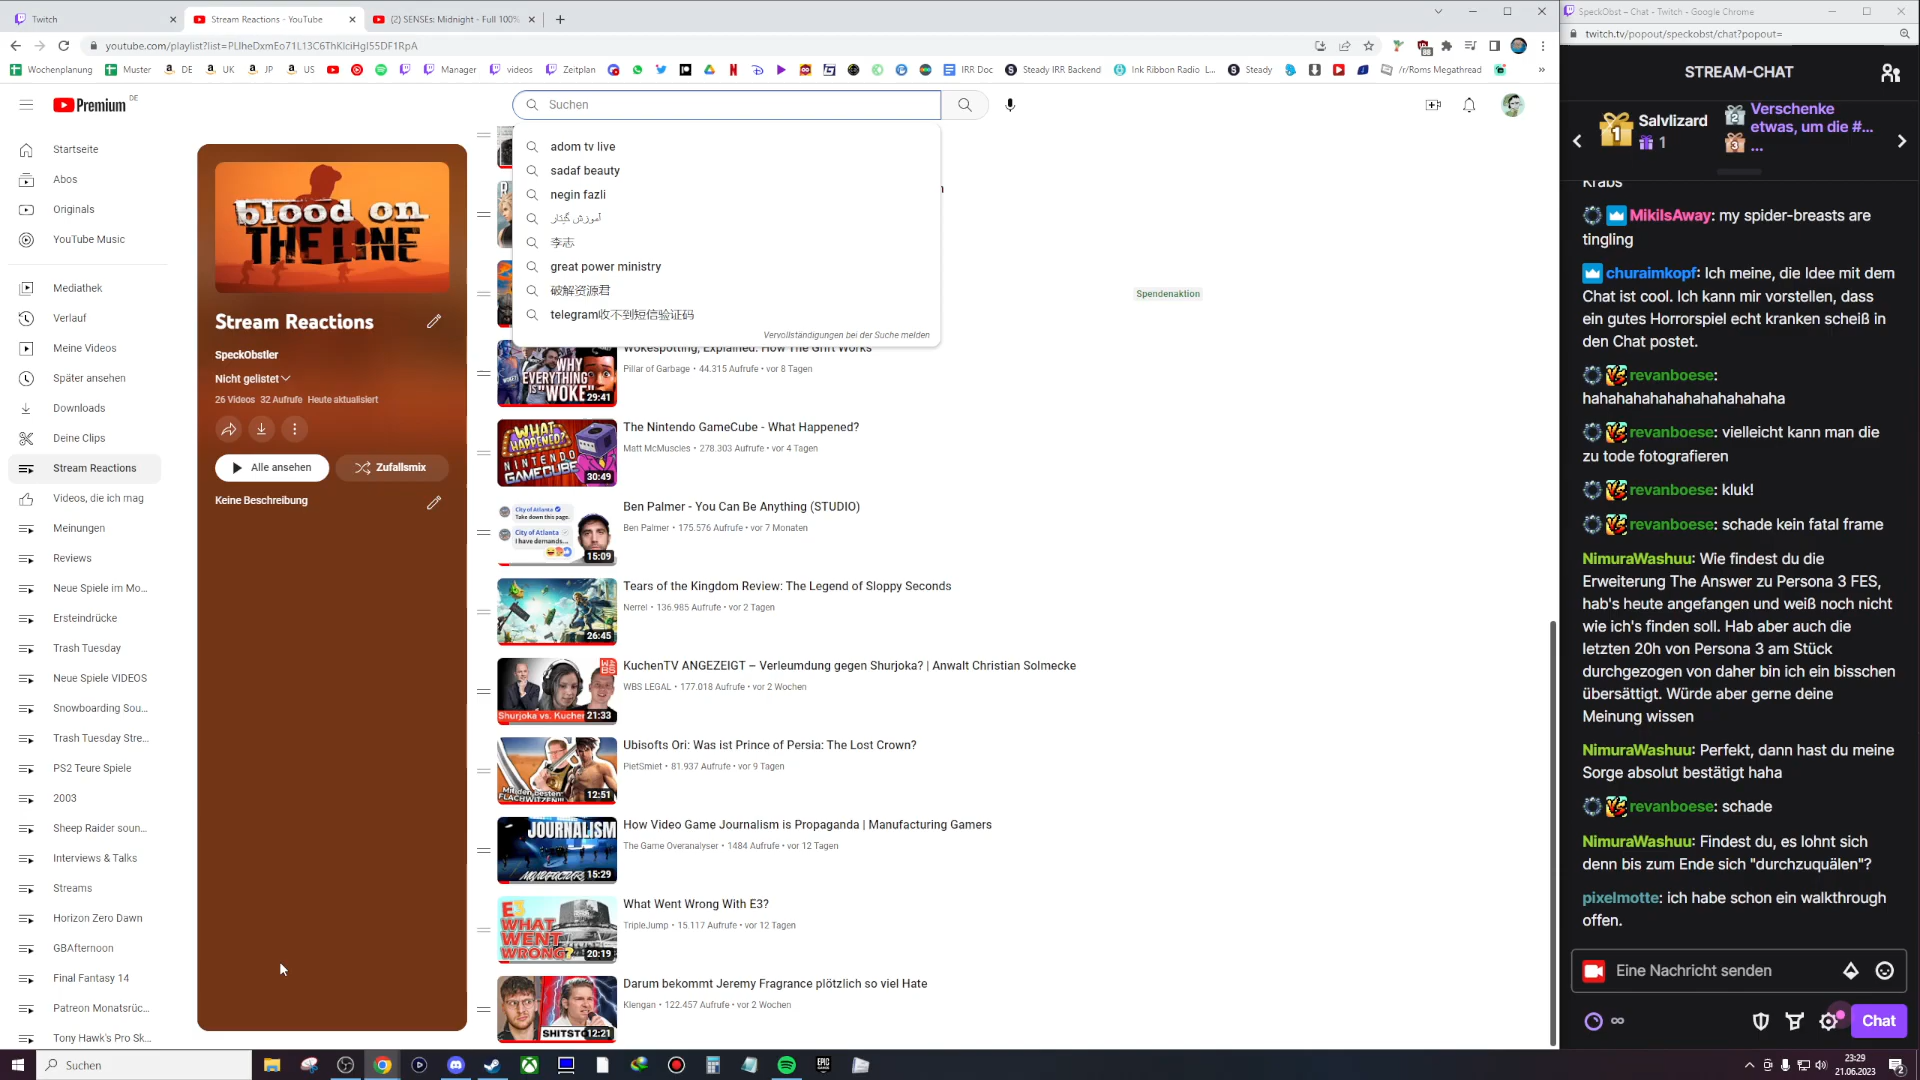 Twitch
Stream Reactions - YouTube
(2) SENSEs: Midnight - Full 100%
SpeckObst – Chat - Twitch - Google Chrome
youtube.com/playlist?list=PLIheDxmEo71L13C6ThKlciHgI55DF1RpA
twitch.tv/popout/speckobst/chat?popout=
Wochenplanung
Muster
DE
UK
JP
US
Manager
videos
Zeitplan
IRR Doc
Steady IRR Backend
Ink Ribbon Radio L...
Steady
/r/Roms Megathread
Premium DE
Suchen
adom tv live
sadaf beauty
negin fazli
آموزش گیتار
李志
great power ministry
破解资源君
telegram收不到短信验证码
Vervollständigungen bei der Suche melden
Startseite
Abos
Originals
YouTube Music
Mediathek
Verlauf
Meine Videos
Später ansehen
Downloads
Deine Clips
Stream Reactions
Videos, die ich mag
Meinungen
Reviews
Neue Spiele im Mo...
Ersteindrücke
Trash Tuesday
Neue Spiele VIDEOS
Snowboarding Sou...
Trash Tuesday Stre...
PS2 Teure Spiele
2003
Sheep Raider soun...
Interviews & Talks
Streams
Horizon Zero Dawn
GBAfternoon
Final Fantasy 14
Patreon Monatsrüc...
Tony Hawk's Pro Sk...
blood on
THE LINE
Stream Reactions
SpeckObstler
Nicht gelistet
26 Videos 32 Aufrufe Heute aktualisiert
Alle ansehen
Zufallsmix
Keine Beschreibung
Spendenaktion
WHY
EVERYTHING
IS "WOKE"
29:41
Wokespotting, Explained: How The Grift Works
Pillar of Garbage • 44.315 Aufrufe • vor 8 Tagen
WHAT
HAPPENED?
NINTENDO
GAMECUBE
30:49
The Nintendo GameCube - What Happened?
Matt McMuscles • 278.303 Aufrufe • vor 4 Tagen
City of Atlanta
Take down this page.
City of Atlanta
I have demands...
15:09
Ben Palmer - You Can Be Anything (STUDIO)
Ben Palmer • 175.576 Aufrufe • vor 7 Monaten
26:45
Tears of the Kingdom Review: The Legend of Sloppy Seconds
Nerrel • 136.985 Aufrufe • vor 2 Tagen
WBS
Shurjoka vs. Kuchen
21:33
KuchenTV ANGEZEIGT – Verleumdung gegen Shurjoka? | Anwalt Christian Solmecke
WBS LEGAL • 177.018 Aufrufe • vor 2 Wochen
Mit den besten
FLACHWITZEN!!!
12:51
Ubisofts Ori: Was ist Prince of Persia: The Lost Crown?
PietSmiet • 81.937 Aufrufe • vor 9 Tagen
JOURNALISM
15:29
How Video Game Journalism is Propaganda | Manufacturing Gamers
The Game Overanalyser • 1484 Aufrufe • vor 12 Tagen
E3
WHAT
WENT
WRONG?
20:19
What Went Wrong With E3?
TripleJump • 15.117 Aufrufe • vor 12 Tagen
SHITSTO
12:21
Darum bekommt Jeremy Fragrance plötzlich so viel Hate
Klengan • 122.457 Aufrufe • vor 2 Wochen
STREAM-CHAT
1
Salvlizard
1
2
3
Verschenke
etwas, um die #...
...
Krabs
MikiIsAway: my spider-breasts are
tingling
churaimkopf: Ich meine, die Idee mit dem
Chat ist cool. Ich kann mir vorstellen, dass
ein gutes Horrorspiel echt kranken scheiß in
den Chat postet.
revanboese:
hahahahahahahahahahaha
revanboese: vielleicht kann man die
zu tode fotografieren
revanboese: kluk!
revanboese: schade kein fatal frame
NimuraWashuu: Wie findest du die
Erweiterung The Answer zu Persona 3 FES,
hab's heute angefangen und weiß noch nicht
wie ich's finden soll. Hab aber auch die
letzten 20h von Persona 3 am Stück
durchgezogen von daher bin ich ein bisschen
übersättigt. Würde aber gerne deine
Meinung wissen
NimuraWashuu: Perfekt, dann hast du meine
Sorge absolut bestätigt haha
revanboese: schade
NimuraWashuu: Findest du, es lohnt sich
denn bis zum Ende sich "durchzuquälen"?
pixelmotte: ich habe schon ein walkthrough
offen.
Eine Nachricht senden
Chat
Suchen
23:29
21.06.2023
2